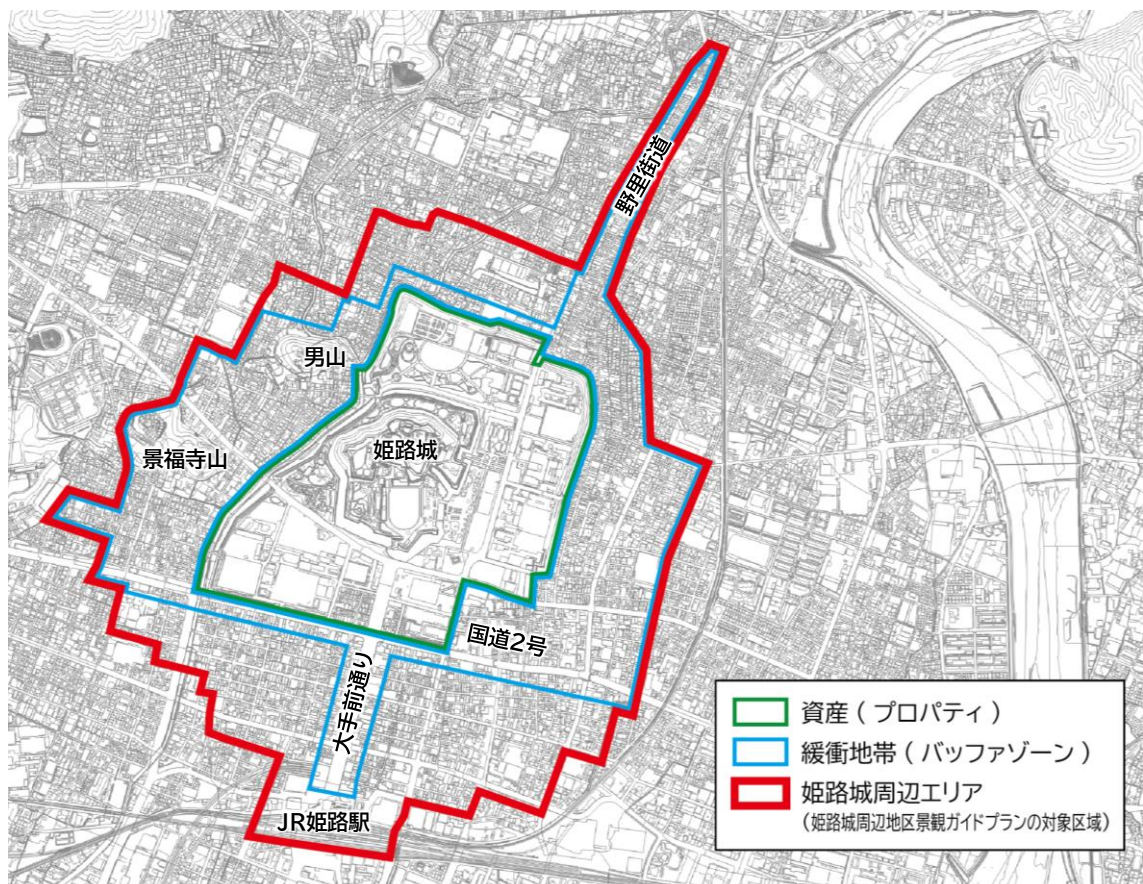 野里街道
男山
景福寺山
姫路城
国道2号
大手前通り
JR姫路駅
資産（プロパティ）
緩衝地帯（バッファゾーン）
姫路城周辺エリア
（姫路城周辺地区景観ガイドプランの対象区域）